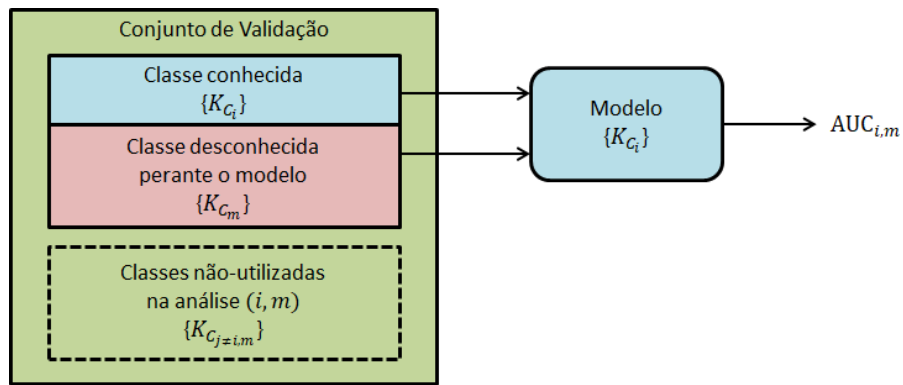 Conjunto de Validação
Classe conhecida
{K_{C_i}}
Classe desconhecida
perante o modelo
{K_{C_m}}
Classes não-utilizadas
na análise (i, m)
{K_{C_{j≠i,m}}}
Modelo
{K_{C_i}}
AUC_{i,m}